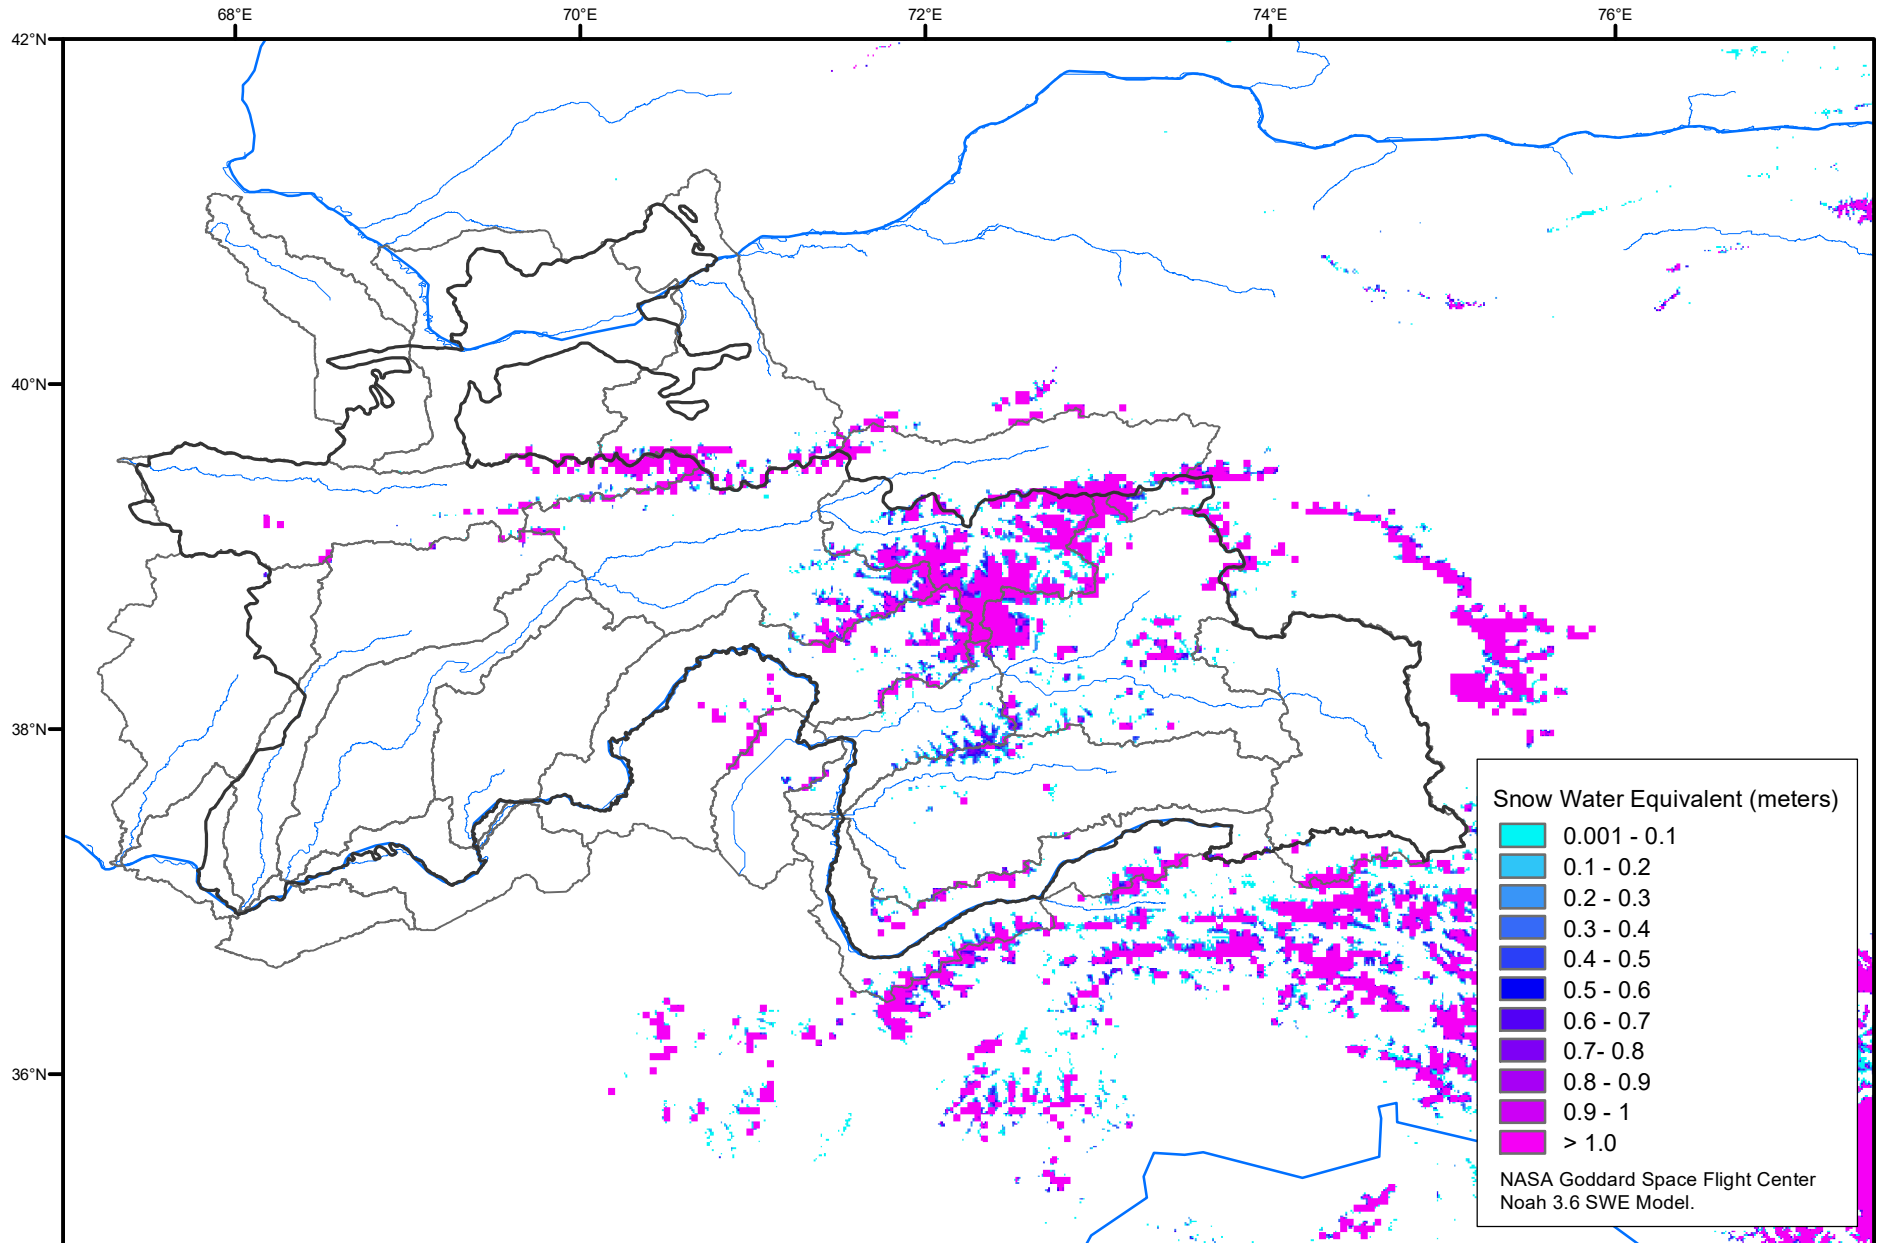 68°E
70°E
72°E
74°E
76°E
42°N
40°N
38°N
36°N
Snow Water Equivalent (meters)
0.001 - 0.1
0.1 - 0.2
0.2 - 0.3
0.3 - 0.4
0.4 - 0.5
0.5 - 0.6
0.6 - 0.7
0.7- 0.8
0.8 - 0.9
0.9 - 1
> 1.0
NASA Goddard Space Flight Center
Noah 3.6 SWE Model.